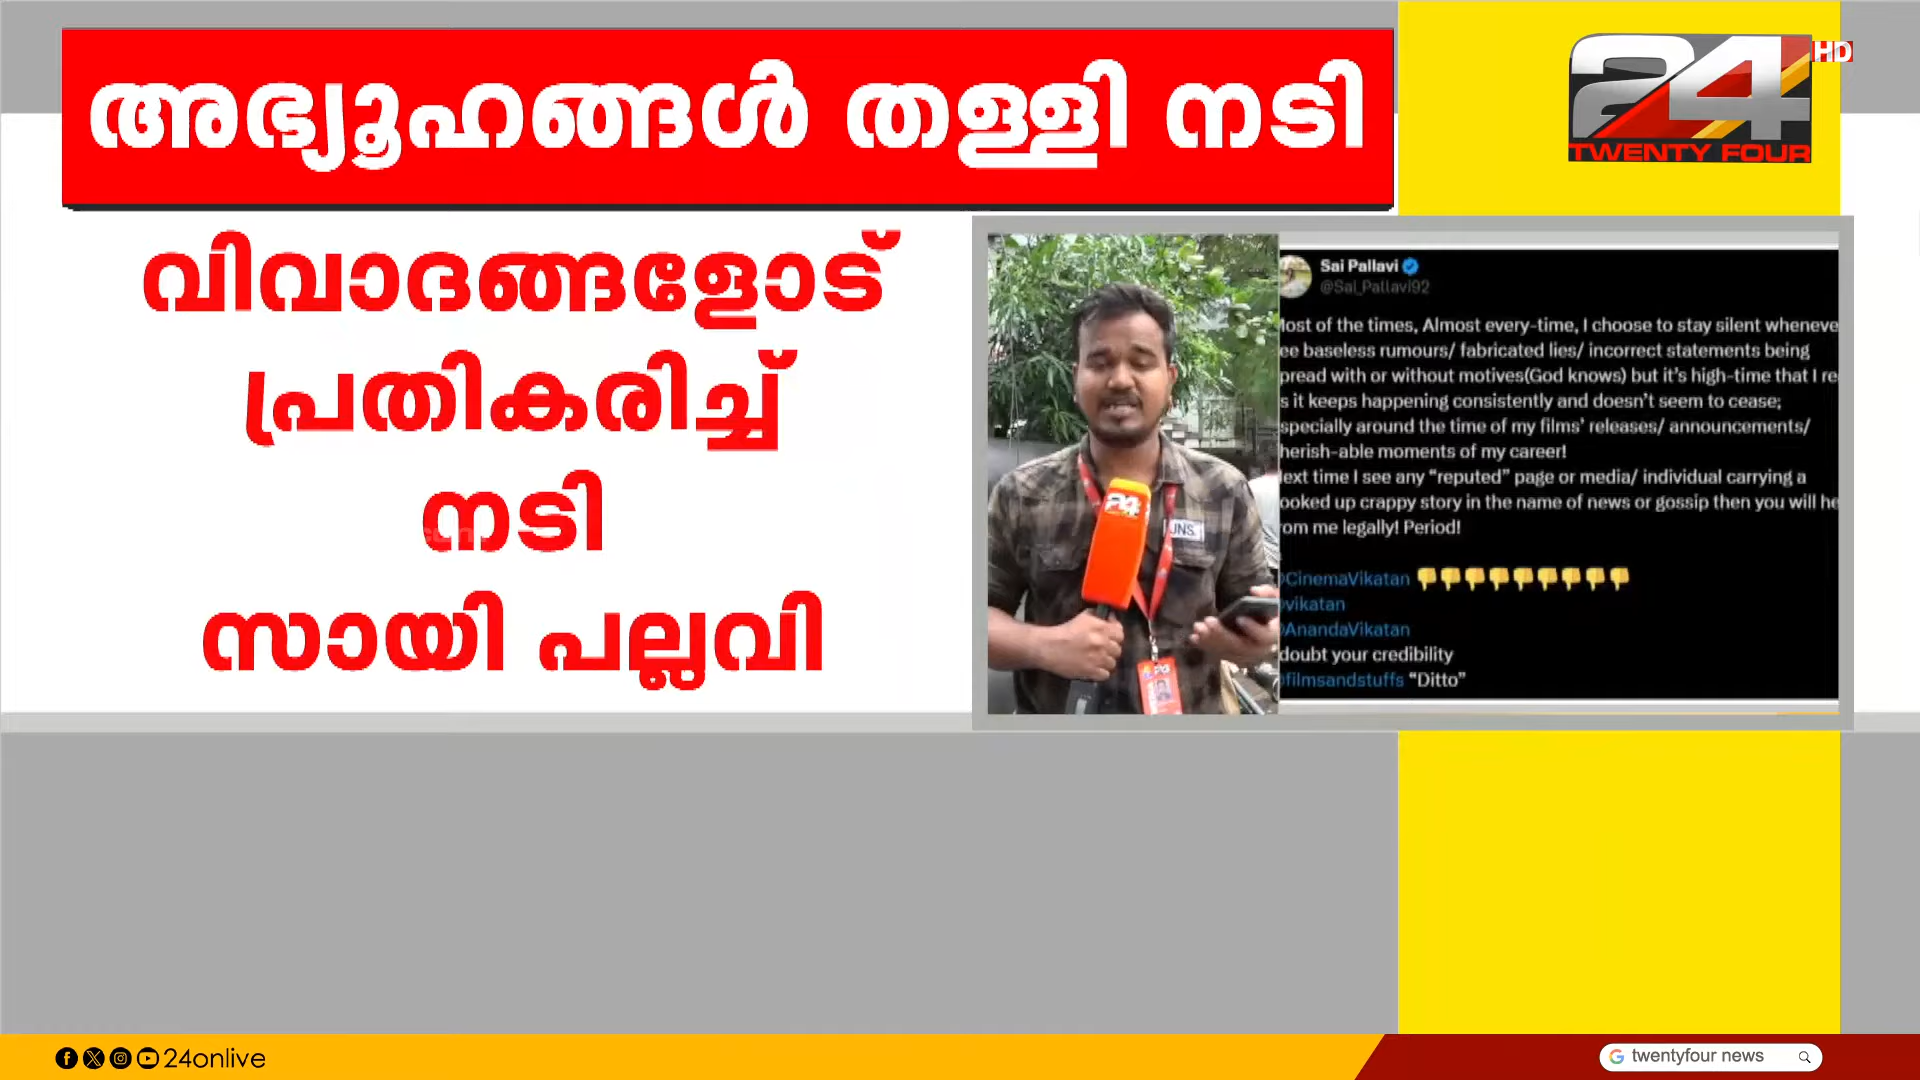 അഭ്യൂഹങ്ങൾ തള്ളി നടി
24 HD
TWENTY FOUR
വിവാദങ്ങളോട്
പ്രതികരിച്ച്
നടി
സായി പല്ലവി
24
JNS.
24
Sai Pallavi
@Sai_Pallavi92
ost of the times, Almost every-time, I choose to stay silent wheneve
ee baseless rumours/ fabricated lies/ incorrect statements being
pread with or without motives(God knows) but it's high-time that I re
s it keeps happening consistently and doesn't seem to cease;
specially around the time of my films' releases/ announcements/
herish-able moments of my career!
ext time I see any "reputed" page or media/ individual carrying a
ooked up crappy story in the name of news or gossip then you will he
om me legally! Period!
@CinemaVikatan 👎👎👎👎👎👎👎👎👎
@vikatan
@AnandaVikatan
doubt your credibility
@filmsandstuffs "Ditto"
24onlive
twentyfour news